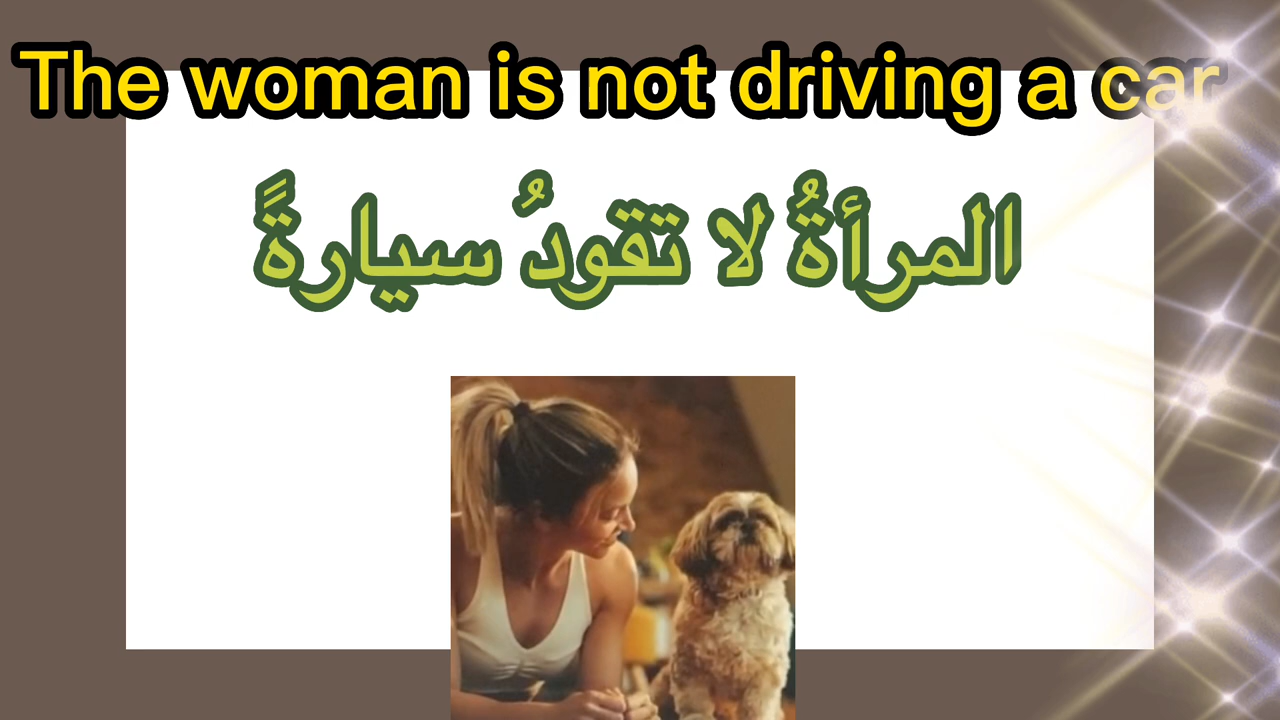 The woman is not driving a car
المرأةُ لا تقودُ سيارةً